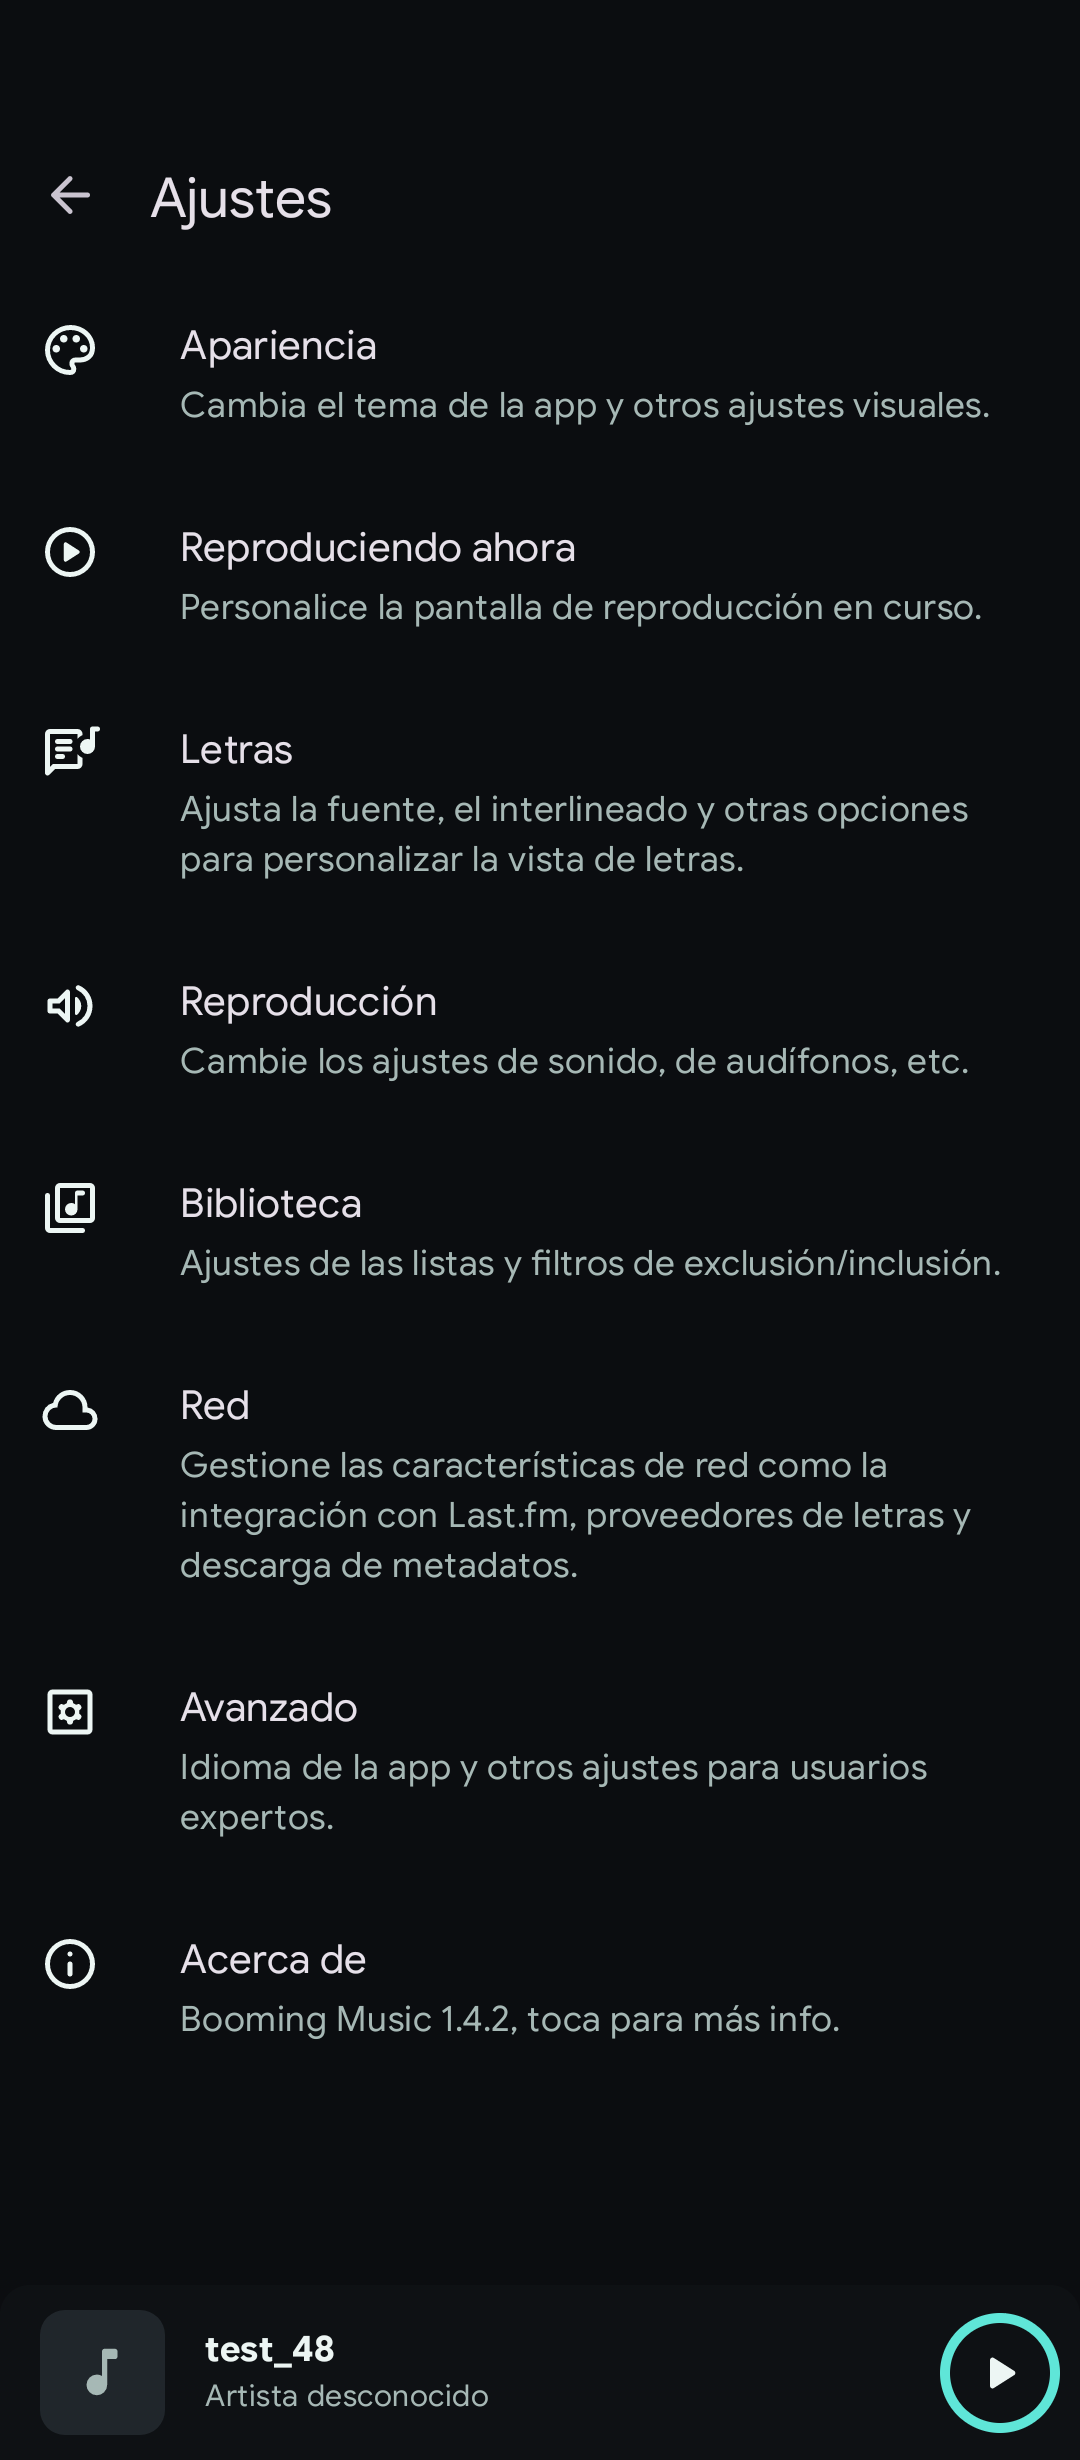 Ajustes
Apariencia
Cambia el tema de la app y otros ajustes visuales.
Reproduciendo ahora
Personalice la pantalla de reproducción en curso.
Letras
Ajusta la fuente, el interlineado y otras opciones
para personalizar la vista de letras.
Reproducción
Cambie los ajustes de sonido, de audífonos, etc.
Biblioteca
Ajustes de las listas y filtros de exclusión/inclusión.
Red
Gestione las características de red como la
integración con Last.fm, proveedores de letras y
descarga de metadatos.
Avanzado
Idioma de la app y otros ajustes para usuarios
expertos.
Acerca de
Booming Music 1.4.2, toca para más info.
test_48
Artista desconocido